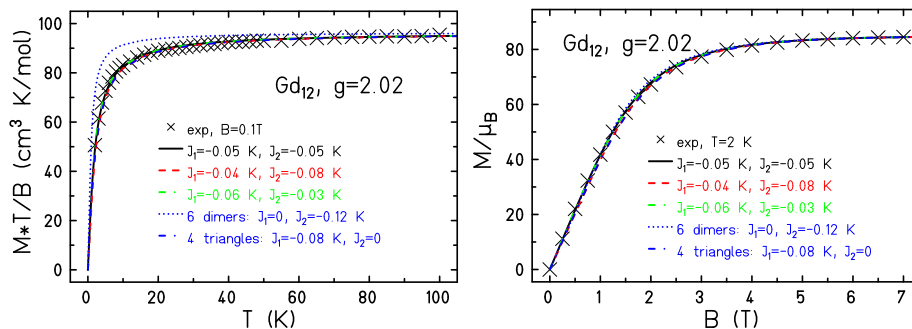 Gd₁₂, g=2.02
exp, B=0.1T
J₁=-0.05 K, J₂=-0.05 K
J₁=-0.04 K, J₂=-0.08 K
J₁=-0.06 K, J₂=-0.03 K
6 dimers: J₁=0, J₂=-0.12 K
4 triangles: J₁=-0.08 K, J₂=0
M*T/B (cm³ K/mol)
100
80
60
40
20
0
0 20 40 60 80 100
T (K)
Gd₁₂, g=2.02
exp, T=2 K
J₁=-0.05 K, J₂=-0.05 K
J₁=-0.04 K, J₂=-0.08 K
J₁=-0.06 K, J₂=-0.03 K
6 dimers: J₁=0, J₂=-0.12 K
4 triangles: J₁=-0.08 K, J₂=0
M/μB
80
60
40
20
0
0 1 2 3 4 5 6 7
B (T)